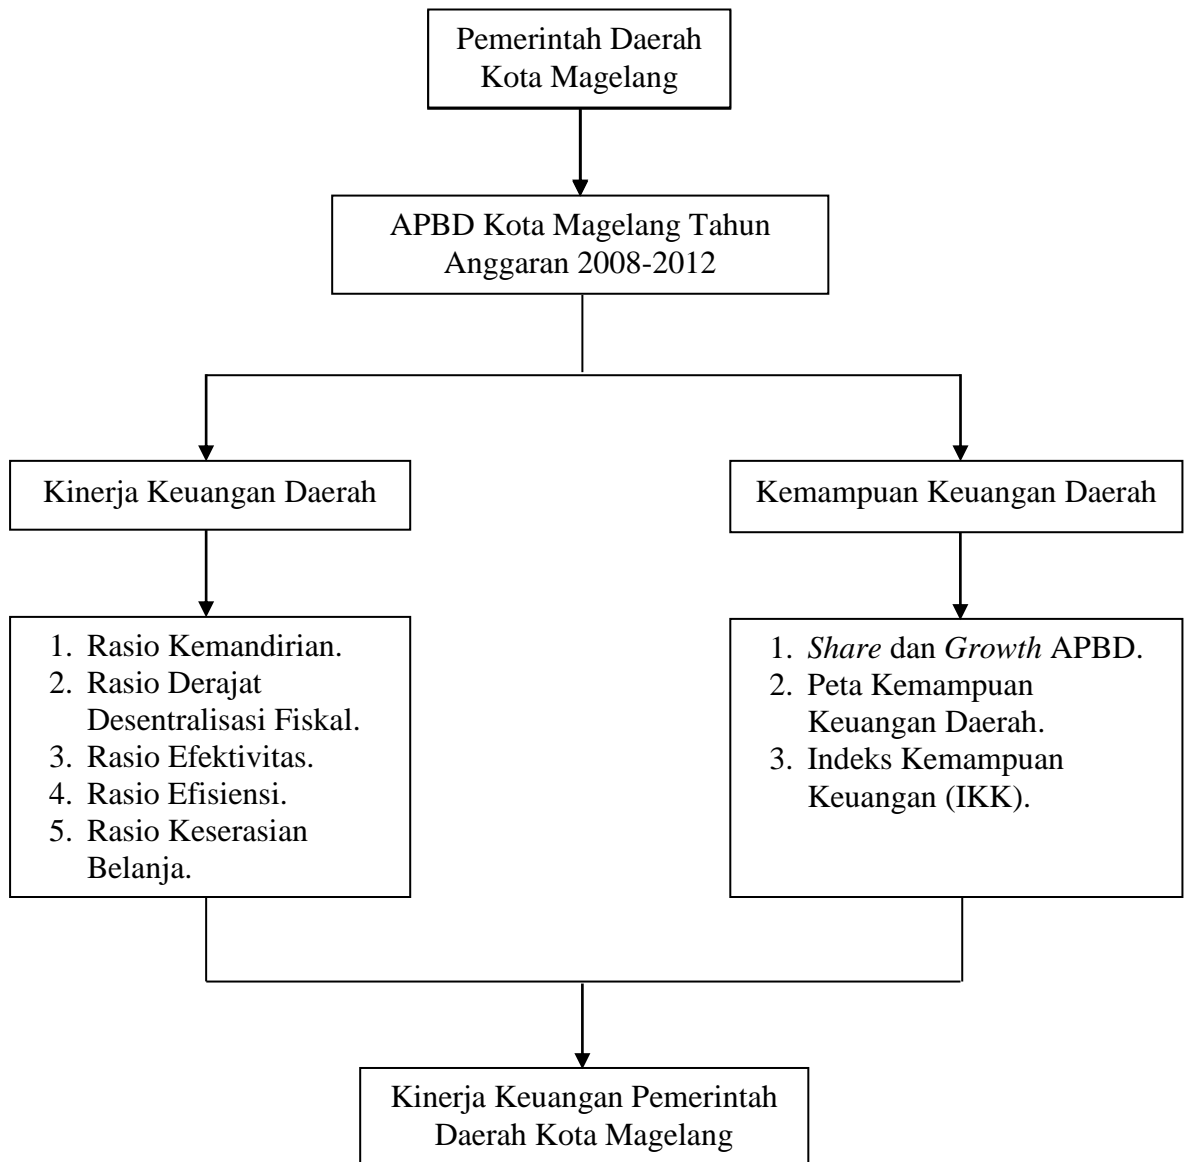 Pemerintah Daerah
Kota Magelang
APBD Kota Magelang Tahun
Anggaran 2008-2012
Kinerja Keuangan Daerah
Kemampuan Keuangan Daerah
1. Rasio Kemandirian.
2. Rasio Derajat
Desentralisasi Fiskal.
3. Rasio Efektivitas.
4. Rasio Efisiensi.
5. Rasio Keserasian
Belanja.
1. Share dan Growth APBD.
2. Peta Kemampuan
Keuangan Daerah.
3. Indeks Kemampuan
Keuangan (IKK).
Kinerja Keuangan Pemerintah
Daerah Kota Magelang